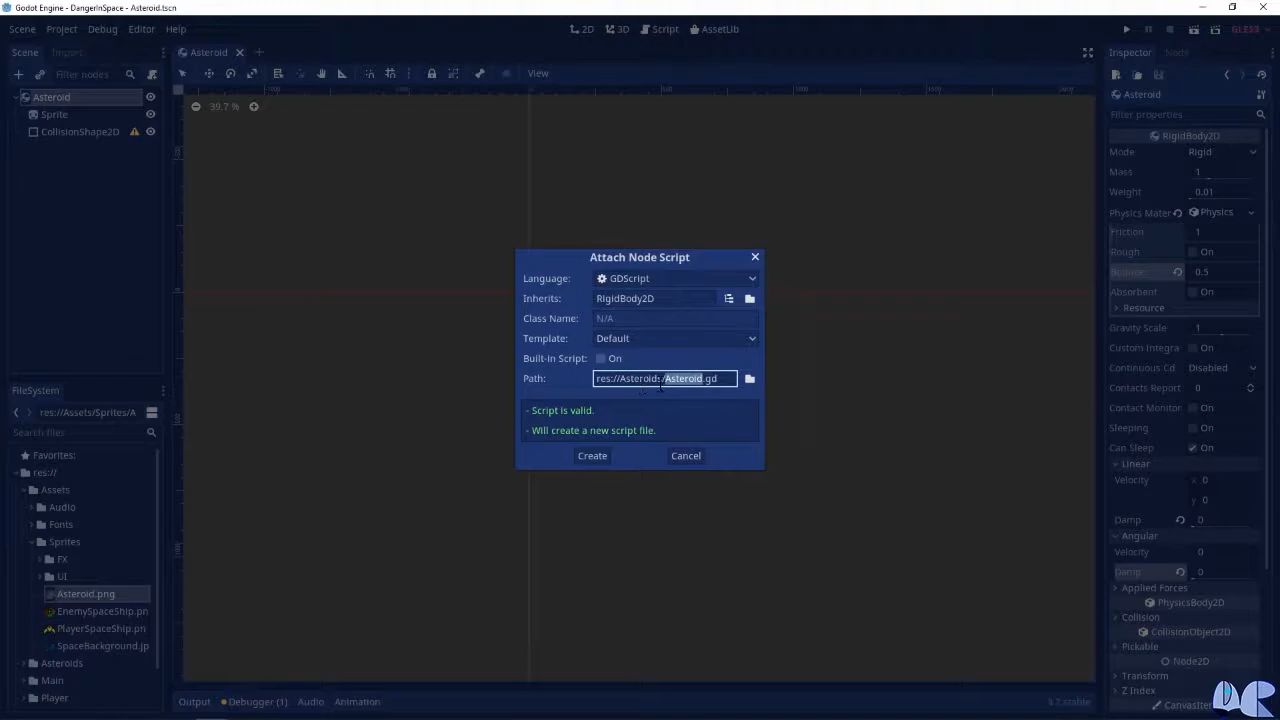 Godot Engine - DangerInSpace - Asteroid.tscn
Scene Project Debug Editor Help
2D 3D Script AssetLib
GLES3
Scene Import
Asteroid
Inspector Node
Filter nodes
View
Asteroid
Asteroid
Sprite
39.7 %
Filter properties
CollisionShape2D
RigidBody2D
Mode Rigid
Mass 1
Weight 0.01
Physics Mater Physics
Friction 1
Rough On
Bounce 0.5
Absorbent On
Resource
Gravity Scale 1
Custom Integra On
Continuous Cd Disabled
Contacts Report 0
Contact Monitor On
Sleeping On
Can Sleep On
Linear
Velocity x 0
y 0
Damp 0
Angular
Velocity 0
Damp 0
Applied Forces
PhysicsBody2D
Collision
CollisionObject2D
Pickable
Node2D
Transform
Z Index
CanvasIter
Attach Node Script
Language: GDScript
Inherits: RigidBody2D
Class Name: N/A
Template: Default
Built-in Script: On
Path: res://Asteroids/Asteroid.gd
- Script is valid.
- Will create a new script file.
Create Cancel
FileSystem
res://Assets/Sprites/A
Search files
Favorites:
res://
Assets
Audio
Fonts
Sprites
FX
UI
Asteroid.png
EnemySpaceShip.pn
PlayerSpaceShip.pn
SpaceBackground.jp
Asteroids
Main
Player
Output Debugger (1) Audio Animation